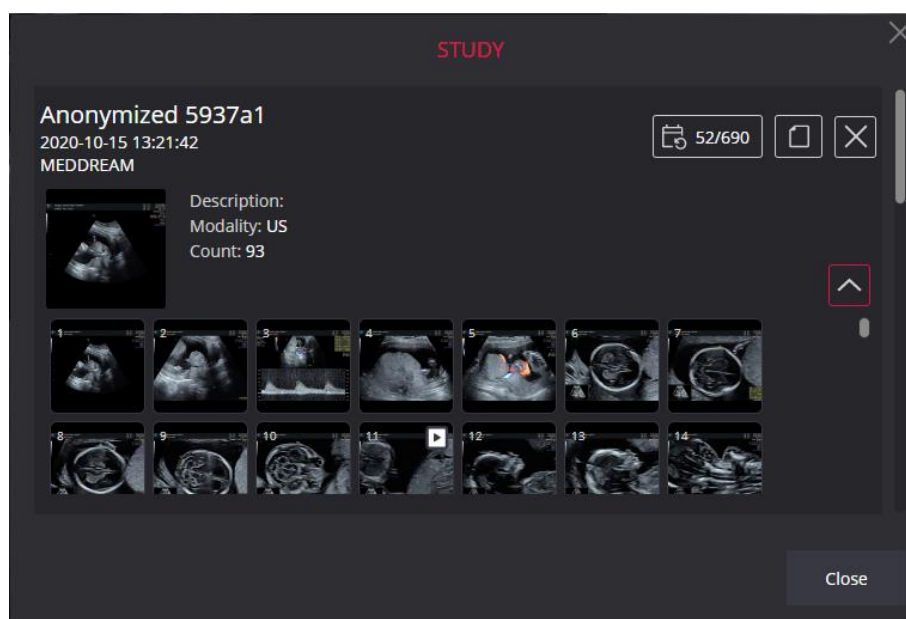 STUDY
Anonymized 5937a1
2020-10-15 13:21:42
MEDDREAM
52/690
Description:
Modality: US
Count: 93
1 2 3 4 5 6 7
8 9 10 11 12 13 14
Close